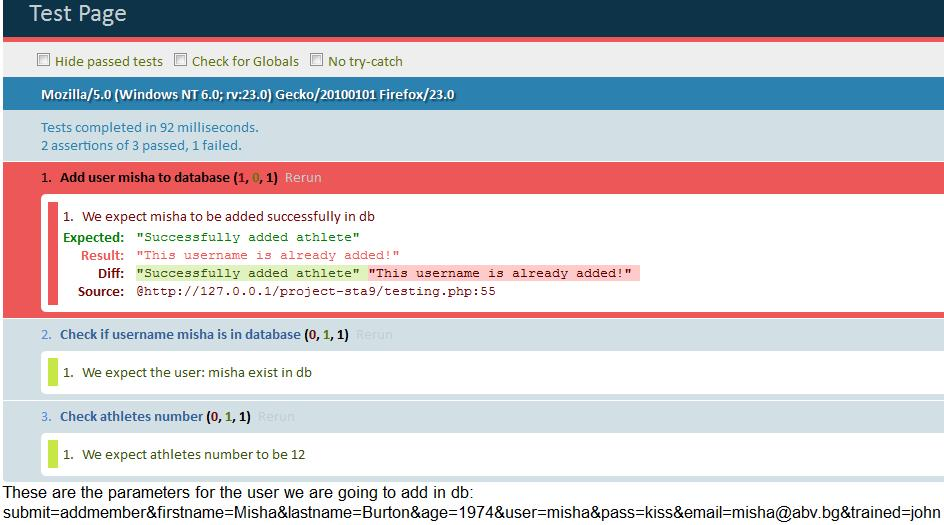 Test Page
Hide passed tests Check for Globals No try-catch
Mozilla/5.0 (Windows NT 6.0; rv:23.0) Gecko/20100101 Firefox/23.0
Tests completed in 92 milliseconds.
2 assertions of 3 passed, 1 failed.
1. Add user misha to database (1, 0, 1) Rerun
1. We expect misha to be added successfully in db
Expected: "Successfully added athlete"
Result: "This username is already added!"
Diff: "Successfully added athlete" "This username is already added!"
Source: @http://127.0.0.1/project-sta9/testing.php:55
2. Check if username misha is in database (0, 1, 1) Rerun
1. We expect the user: misha exist in db
3. Check athletes number (0, 1, 1) Rerun
1. We expect athletes number to be 12
These are the parameters for the user we are going to add in db:
submit=addmember&firstname=Misha&lastname=Burton&age=1974&user=misha&pass=kiss&email=misha@abv.bg&trained=john